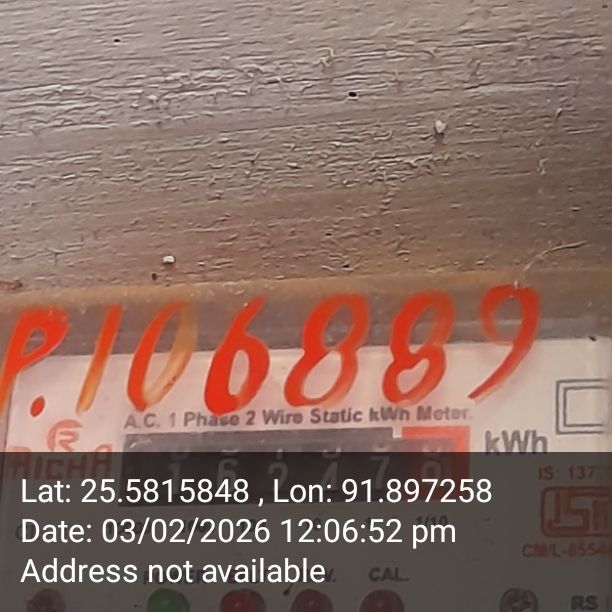 P.106889
A.C. 1 Phase 2 Wire Static kWh Meter.
kWh
RICHA
Lat: 25.5815848 , Lon: 91.897258
Date: 03/02/2026 12:06:52 pm
Address not available
CAL.